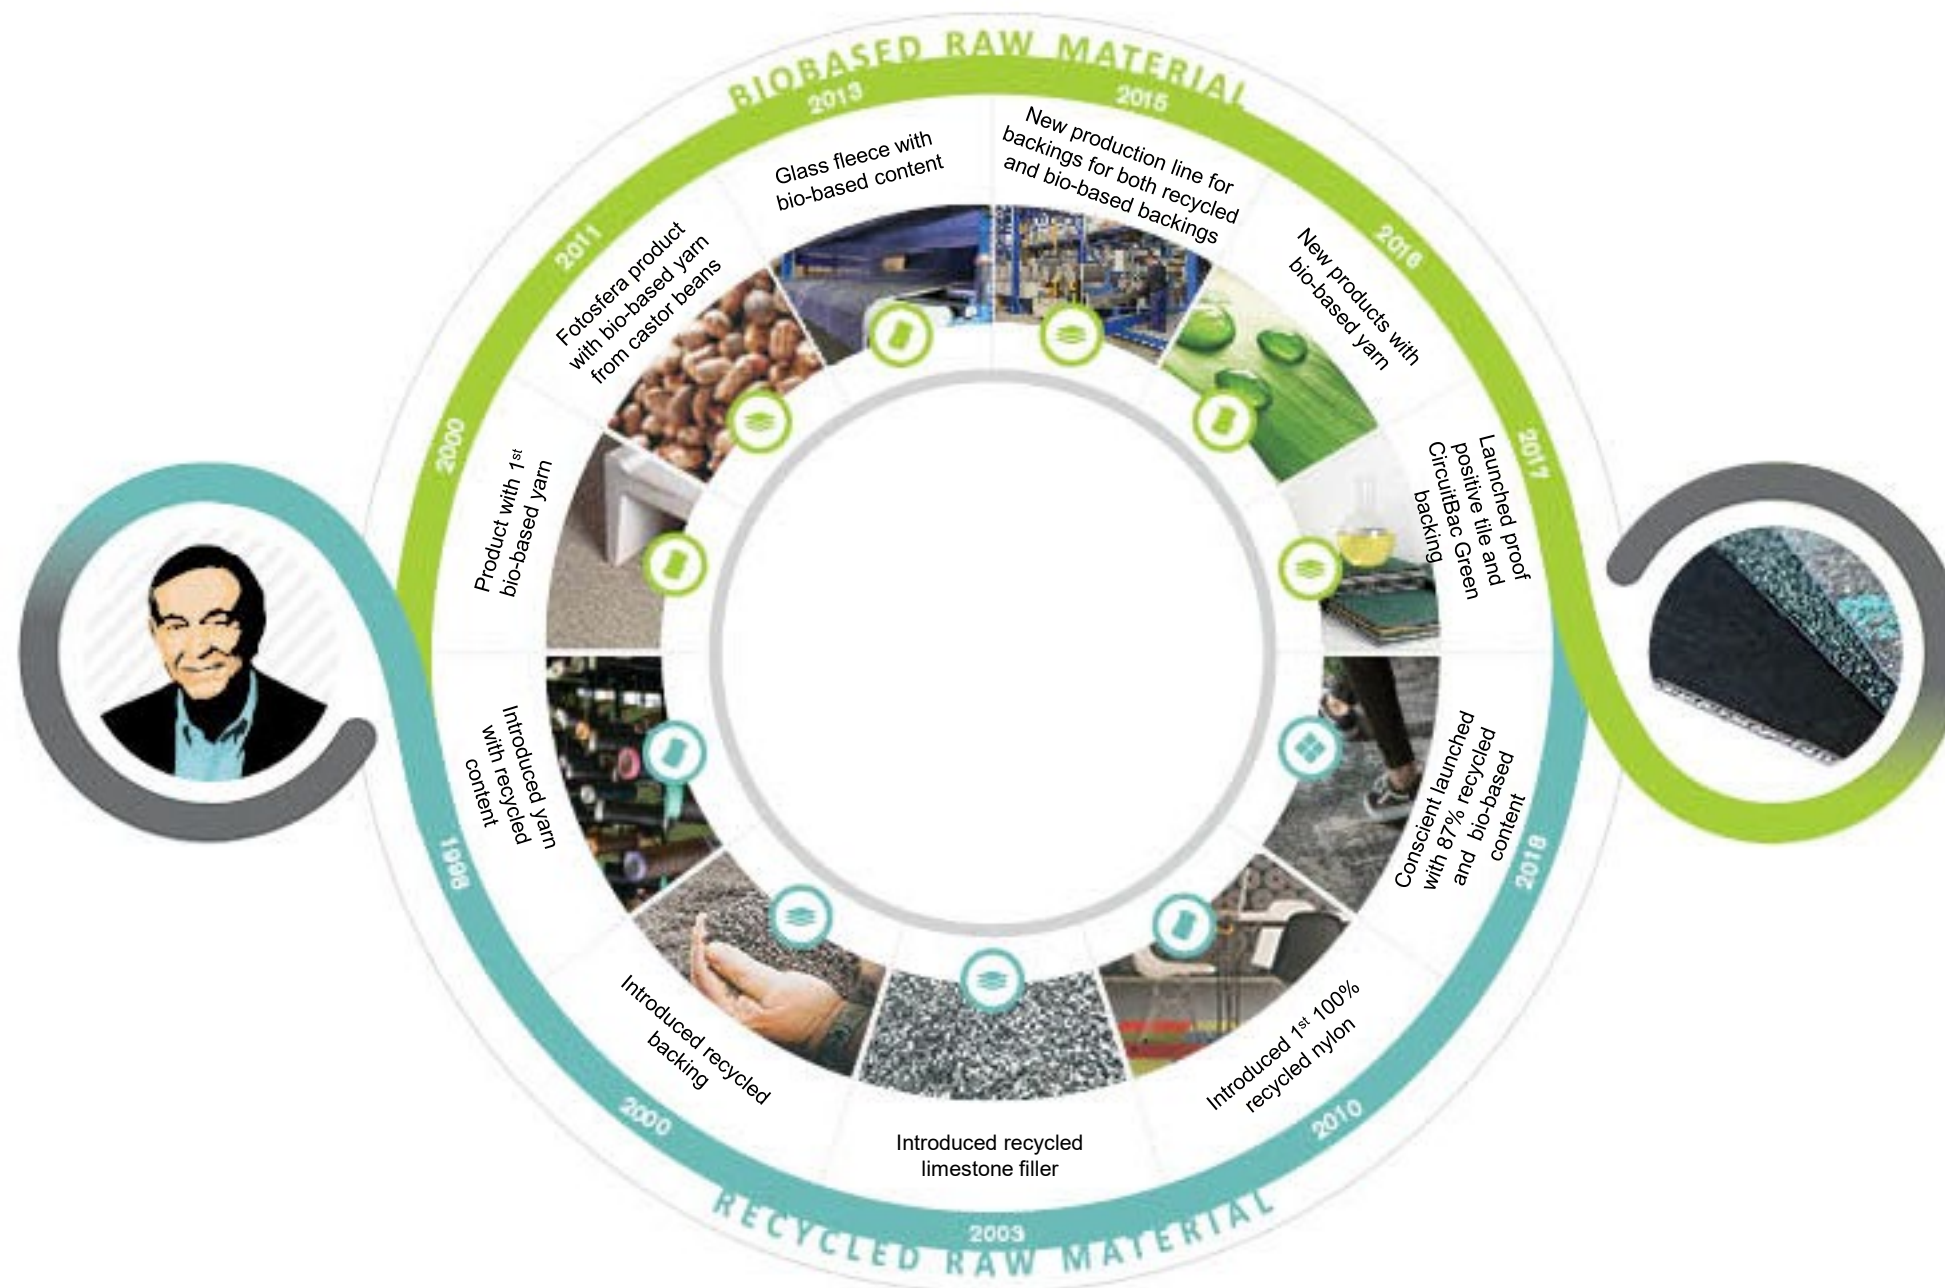 BIOBASED RAW MATERIAL
2000
Product with 1st
bio-based yarn
2011
Fotosfera product
with bio-based yarn
from castor beans
2013
Glass fleece with
bio-based content
2015
New production line for
backings for both recycled
and bio-based backings
2016
New products with
bio-based yarn
2017
Launched proof
positive tile and
CircuitBac Green
backing
1998
Introduced yarn
with recycled
content
2000
Introduced recycled
backing
2003
Introduced recycled
limestone filler
2010
Introduced 1st 100%
recycled nylon
2018
Conscient launched
with 87% recycled
and bio-based
content
RECYCLED RAW MATERIAL